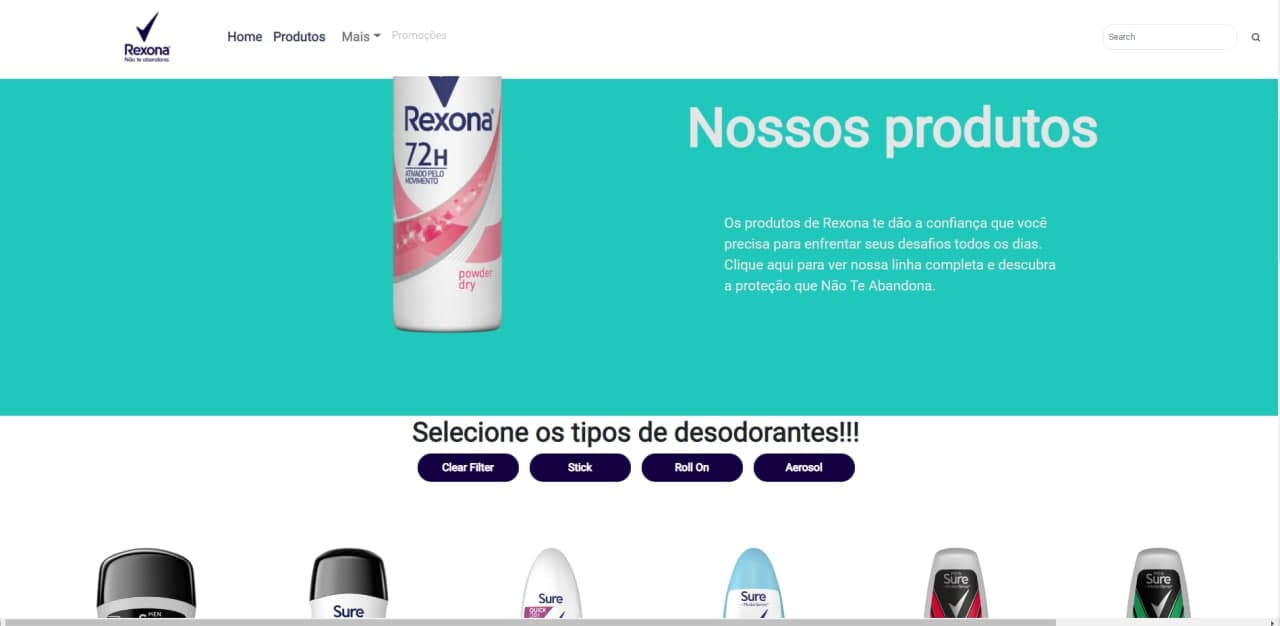 Rexona
Não te abandona.
Home
Produtos
Mais
Promoções
Search
Rexona
72H
ATIVADO PELO
MOVIMENTO
powder
dry
Nossos produtos
Os produtos de Rexona te dão a confiança que você
precisa para enfrentar seus desafios todos os dias.
Clique aqui para ver nossa linha completa e descubra
a proteção que Não Te Abandona.
Selecione os tipos de desodorantes!!!
Clear Filter
Stick
Roll On
Aerosol
MEN
Sure
Sure
QUICK
Sure
Sure
Sure